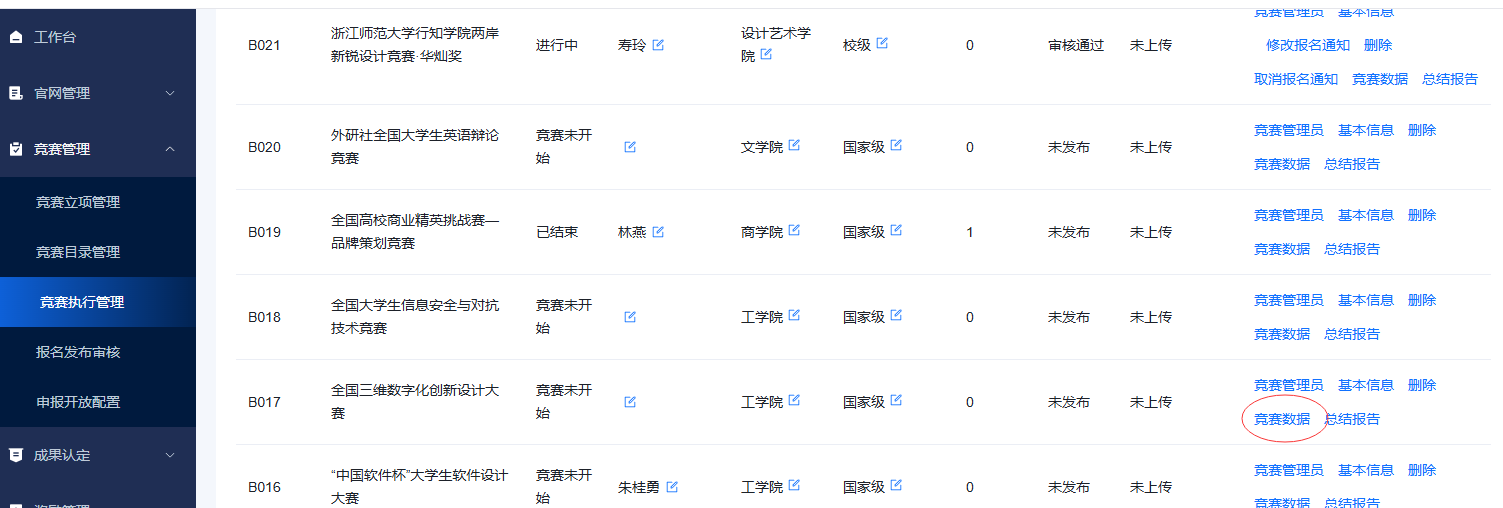 工作台
官网管理
竞赛管理
竞赛立项管理
竞赛目录管理
竞赛执行管理
报名发布审核
申报开放配置
成果认定
奖励管理
竞赛管理员 基本信息
B021 浙江师范大学行知学院两岸 进行中 寿玲 设计艺术学 校级 0 审核通过 未上传 修改报名通知 删除
新锐设计竞赛·华灿奖 院
取消报名通知 竞赛数据 总结报告
B020 外研社全国大学生英语辩论 竞赛未开 文学院 国家级 0 未发布 未上传 竞赛管理员 基本信息 删除
竞赛 始 竞赛数据 总结报告
B019 全国高校商业精英挑战赛— 已结束 林燕 商学院 国家级 1 未发布 未上传 竞赛管理员 基本信息 删除
品牌策划竞赛 竞赛数据 总结报告
B018 全国大学生信息安全与对抗 竞赛未开 工学院 国家级 0 未发布 未上传 竞赛管理员 基本信息 删除
技术竞赛 始 竞赛数据 总结报告
B017 全国三维数字化创新设计大 竞赛未开 工学院 国家级 0 未发布 未上传 竞赛管理员 基本信息 删除
赛 始 竞赛数据 总结报告
B016 “中国软件杯”大学生软件设计 竞赛未开 朱桂勇 工学院 国家级 0 未发布 未上传 竞赛管理员 基本信息 删除
大赛 始 竞赛数据 总结报告